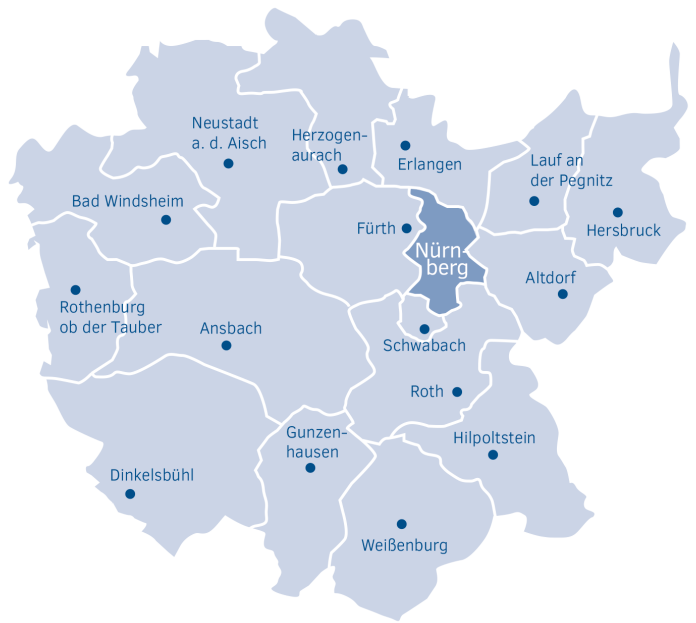 Neustadt
a. d. Aisch
Herzogen-
aurach
Erlangen
Lauf an
der Pegnitz
Bad Windsheim
Fürth
Nürn-
berg
Hersbruck
Altdorf
Rothenburg
ob der Tauber
Ansbach
Schwabach
Roth
Gunzen-
hausen
Hilpoltstein
Dinkelsbühl
Weißenburg